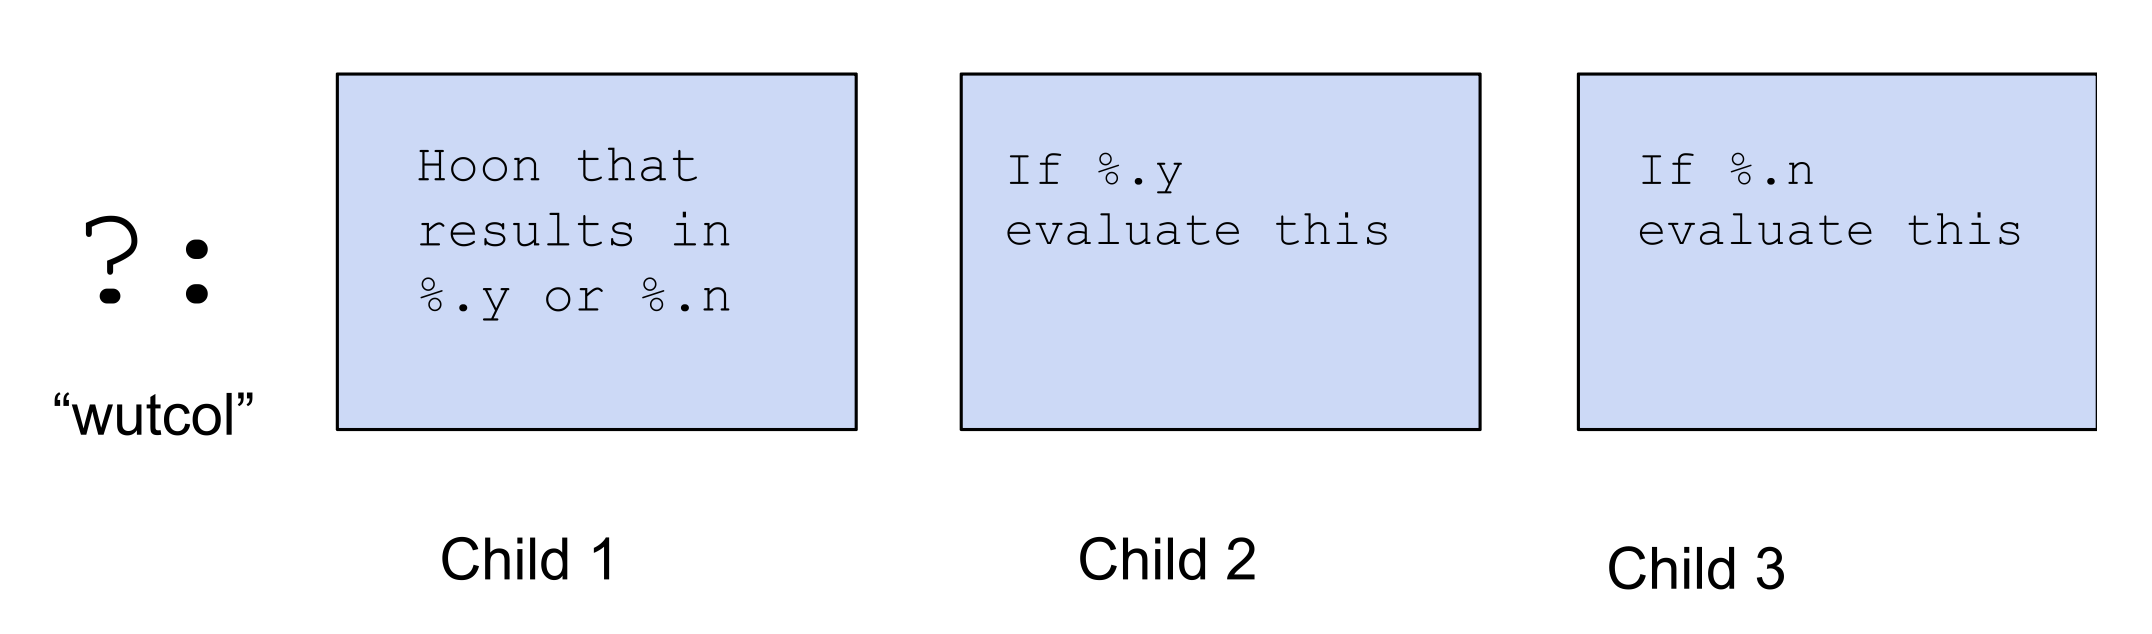 ?:
“wutcol”
Hoon that
results in
%.y or %.n
Child 1
If %.y
evaluate this
Child 2
If %.n
evaluate this
Child 3